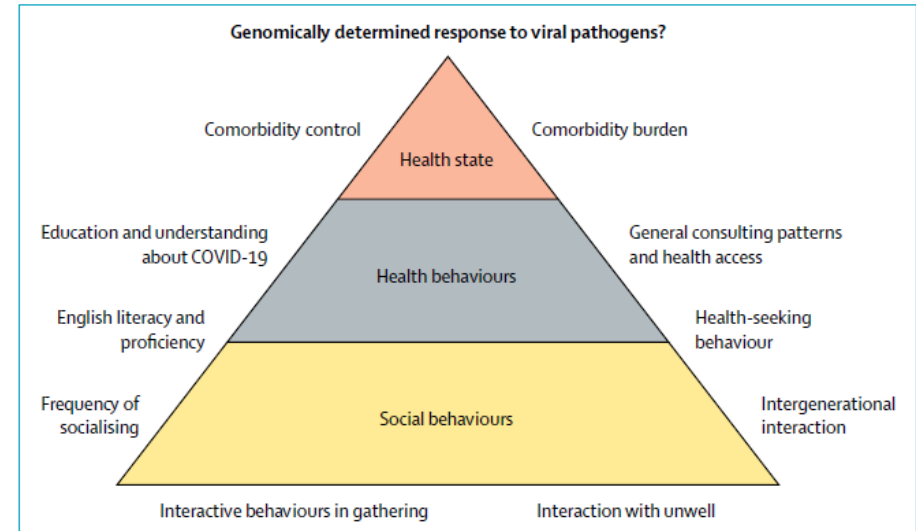 Genomically determined response to viral pathogens?
Comorbidity control
Comorbidity burden
Health state
Education and understanding
about COVID-19
General consulting patterns
and health access
Health behaviours
English literacy and
proficiency
Health-seeking
behaviour
Frequency of
socialising
Social behaviours
Intergenerational
interaction
Interactive behaviours in gathering
Interaction with unwell